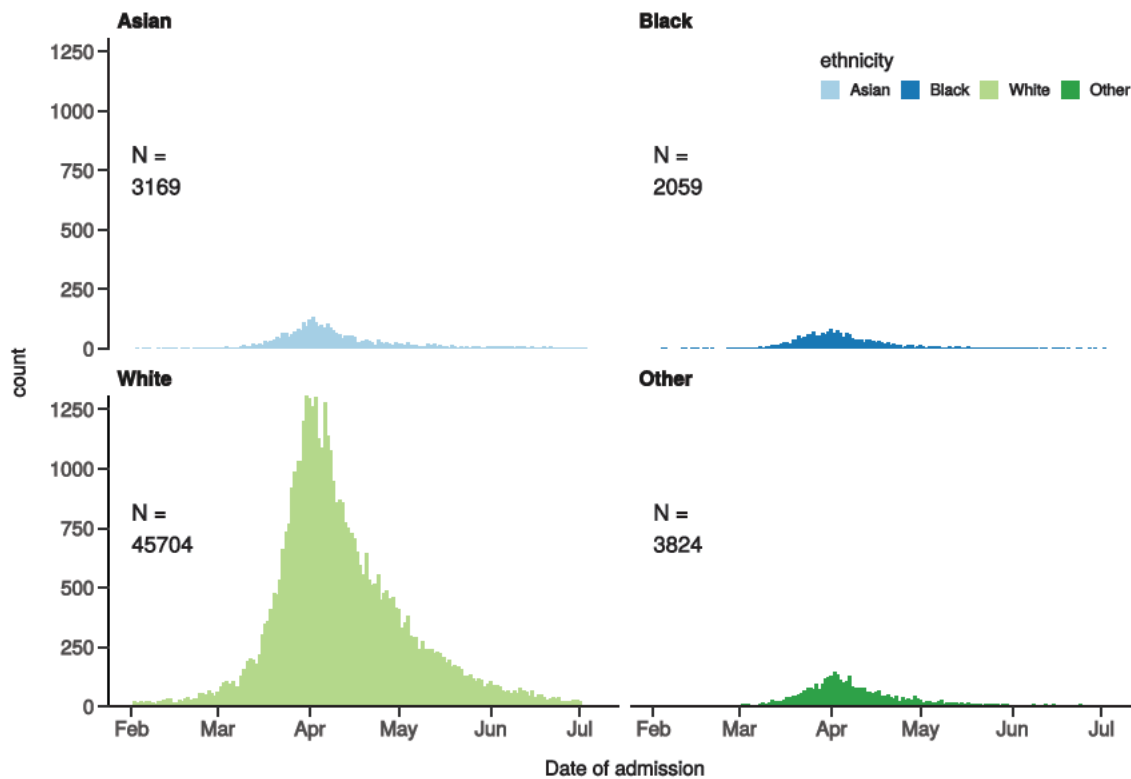 Asian
Black
1250
1000
750
500
250
0
N =
3169
ethnicity
Asian Black White Other
N =
2059
count
White
Other
1250
1000
750
500
250
0
N =
45704
N =
3824
Feb Mar Apr May Jun Jul
Feb Mar Apr May Jun Jul
Date of admission